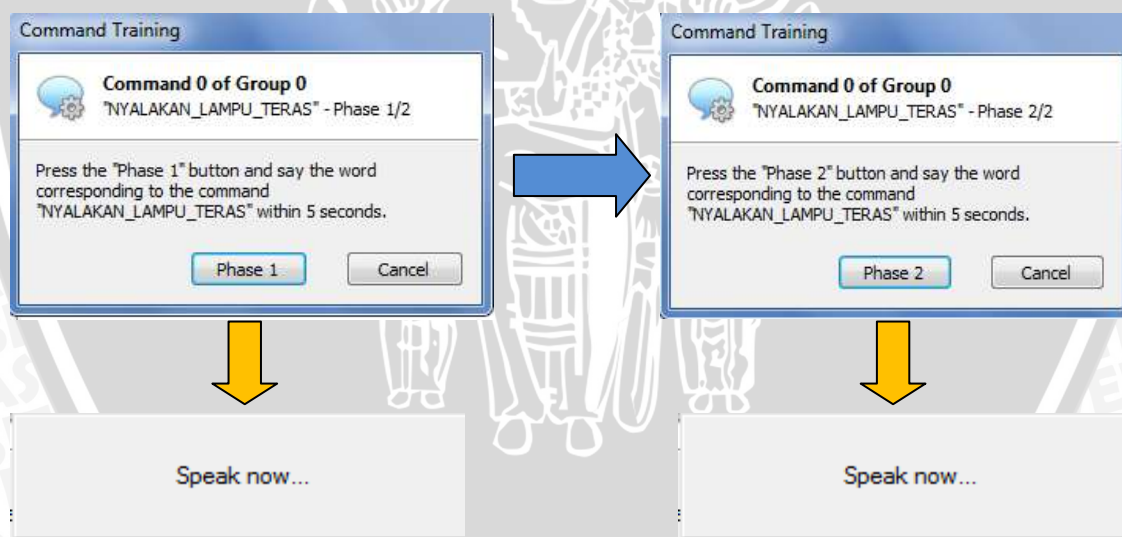 Command Training
Command 0 of Group 0
"NYALAKAN_LAMPU_TERAS" - Phase 1/2
Press the "Phase 1" button and say the word
corresponding to the command
"NYALAKAN_LAMPU_TERAS" within 5 seconds.
Phase 1
Cancel
Speak now...
Command Training
Command 0 of Group 0
"NYALAKAN_LAMPU_TERAS" - Phase 2/2
Press the "Phase 2" button and say the word
corresponding to the command
"NYALAKAN_LAMPU_TERAS" within 5 seconds.
Phase 2
Cancel
Speak now...